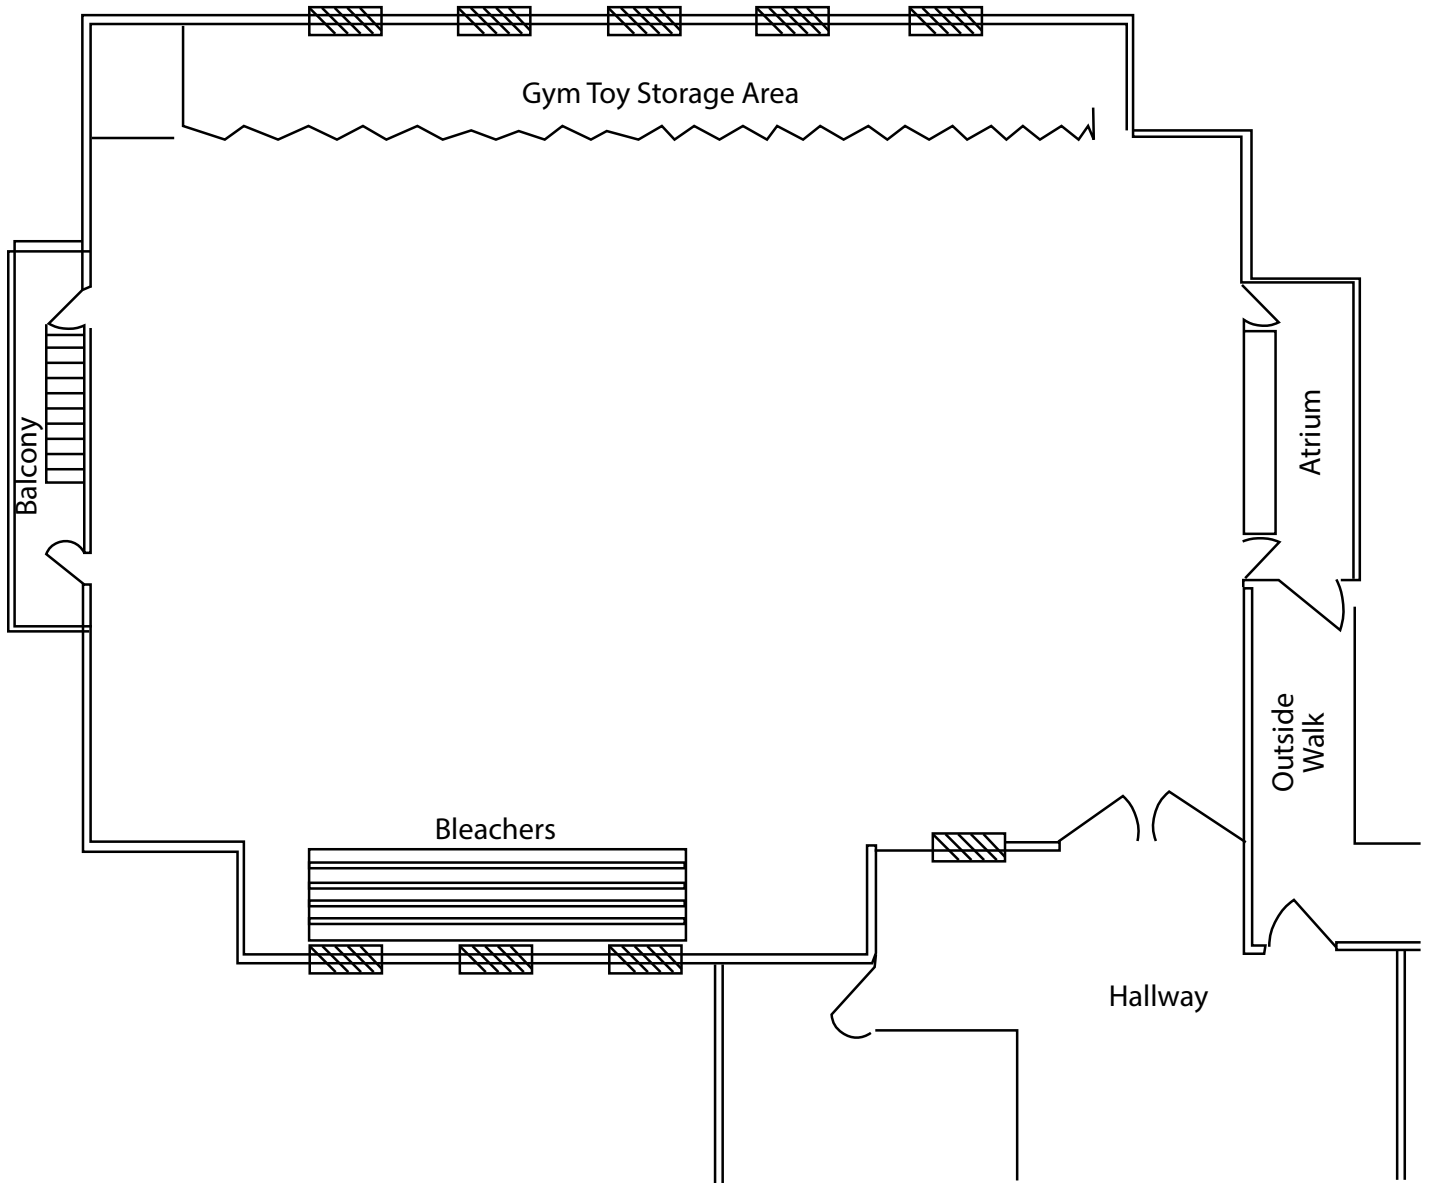 Gym Toy Storage Area
Balcony
Atrium
Outside
Walk
Bleachers
Hallway